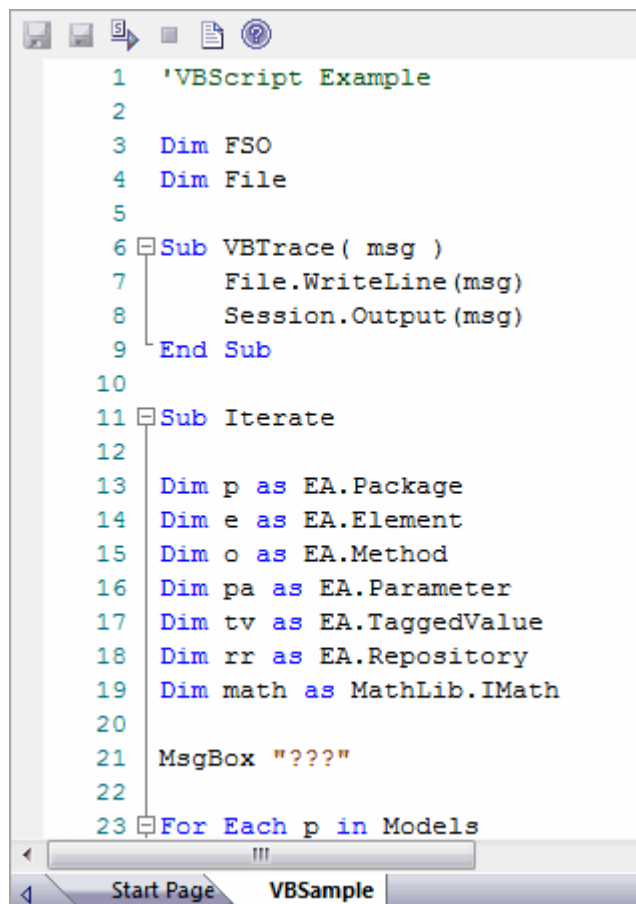 1 'VBScript Example
2
3 Dim FSO
4 Dim File
5
6 Sub VBTrace( msg )
7 File.WriteLine(msg)
8 Session.Output(msg)
9 End Sub
10
11 Sub Iterate
12
13 Dim p as EA.Package
14 Dim e as EA.Element
15 Dim o as EA.Method
16 Dim pa as EA.Parameter
17 Dim tv as EA.TaggedValue
18 Dim rr as EA.Repository
19 Dim math as MathLib.IMath
20
21 MsgBox "???"
22
23 For Each p in Models
Start Page VBSample